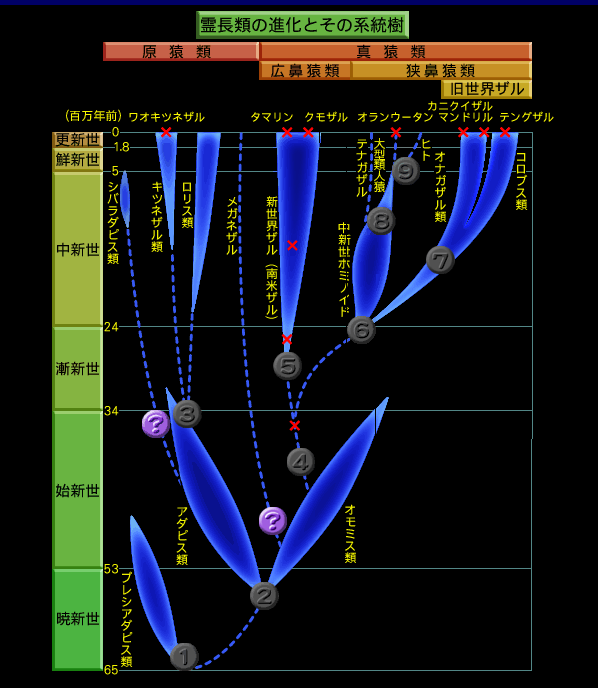 霊長類の進化とその系統樹
原猿類
真猿類
広鼻猿類
狭鼻猿類
旧世界ザル
カニクイザル
(百万年前)
ワオキツネザル
タマリン
クモザル
オランウータン
マンドリル
テングザル
更新世
0
1.8
鮮新世
5
中新世
24
漸新世
34
始新世
53
暁新世
65
シバラダピス類
キツネザル類
ロリス類
メガネザル
新世界ザル(南米ザル)
中新世ホミノイド
テナガザル
大型類人猿
ヒト
オナガザル類
コロブス類
アダピス類
オモミス類
プレシアダピス類
1
2
3
4
5
6
7
8
9
?
?